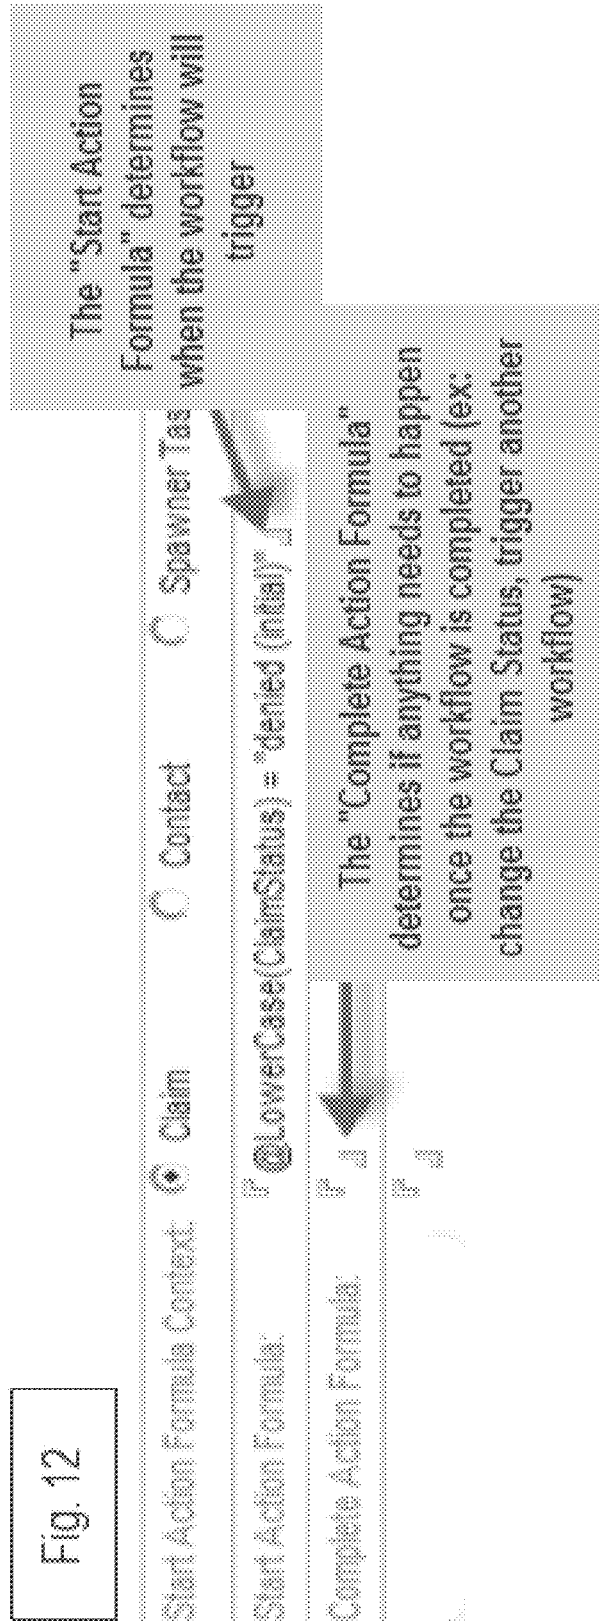 Fig. 12
Start Action Formula Context: Claim Contact Spawner Tas
Start Action Formula: @LowerCase(ClaimStatus) = "denied (initial)"
Complete Action Formula:
The "Start Action
Formula" determines
when the workflow will
trigger
The "Complete Action Formula"
determines if anything needs to happen
once the workflow is completed (ex:
change the Claim Status, trigger another
workflow)